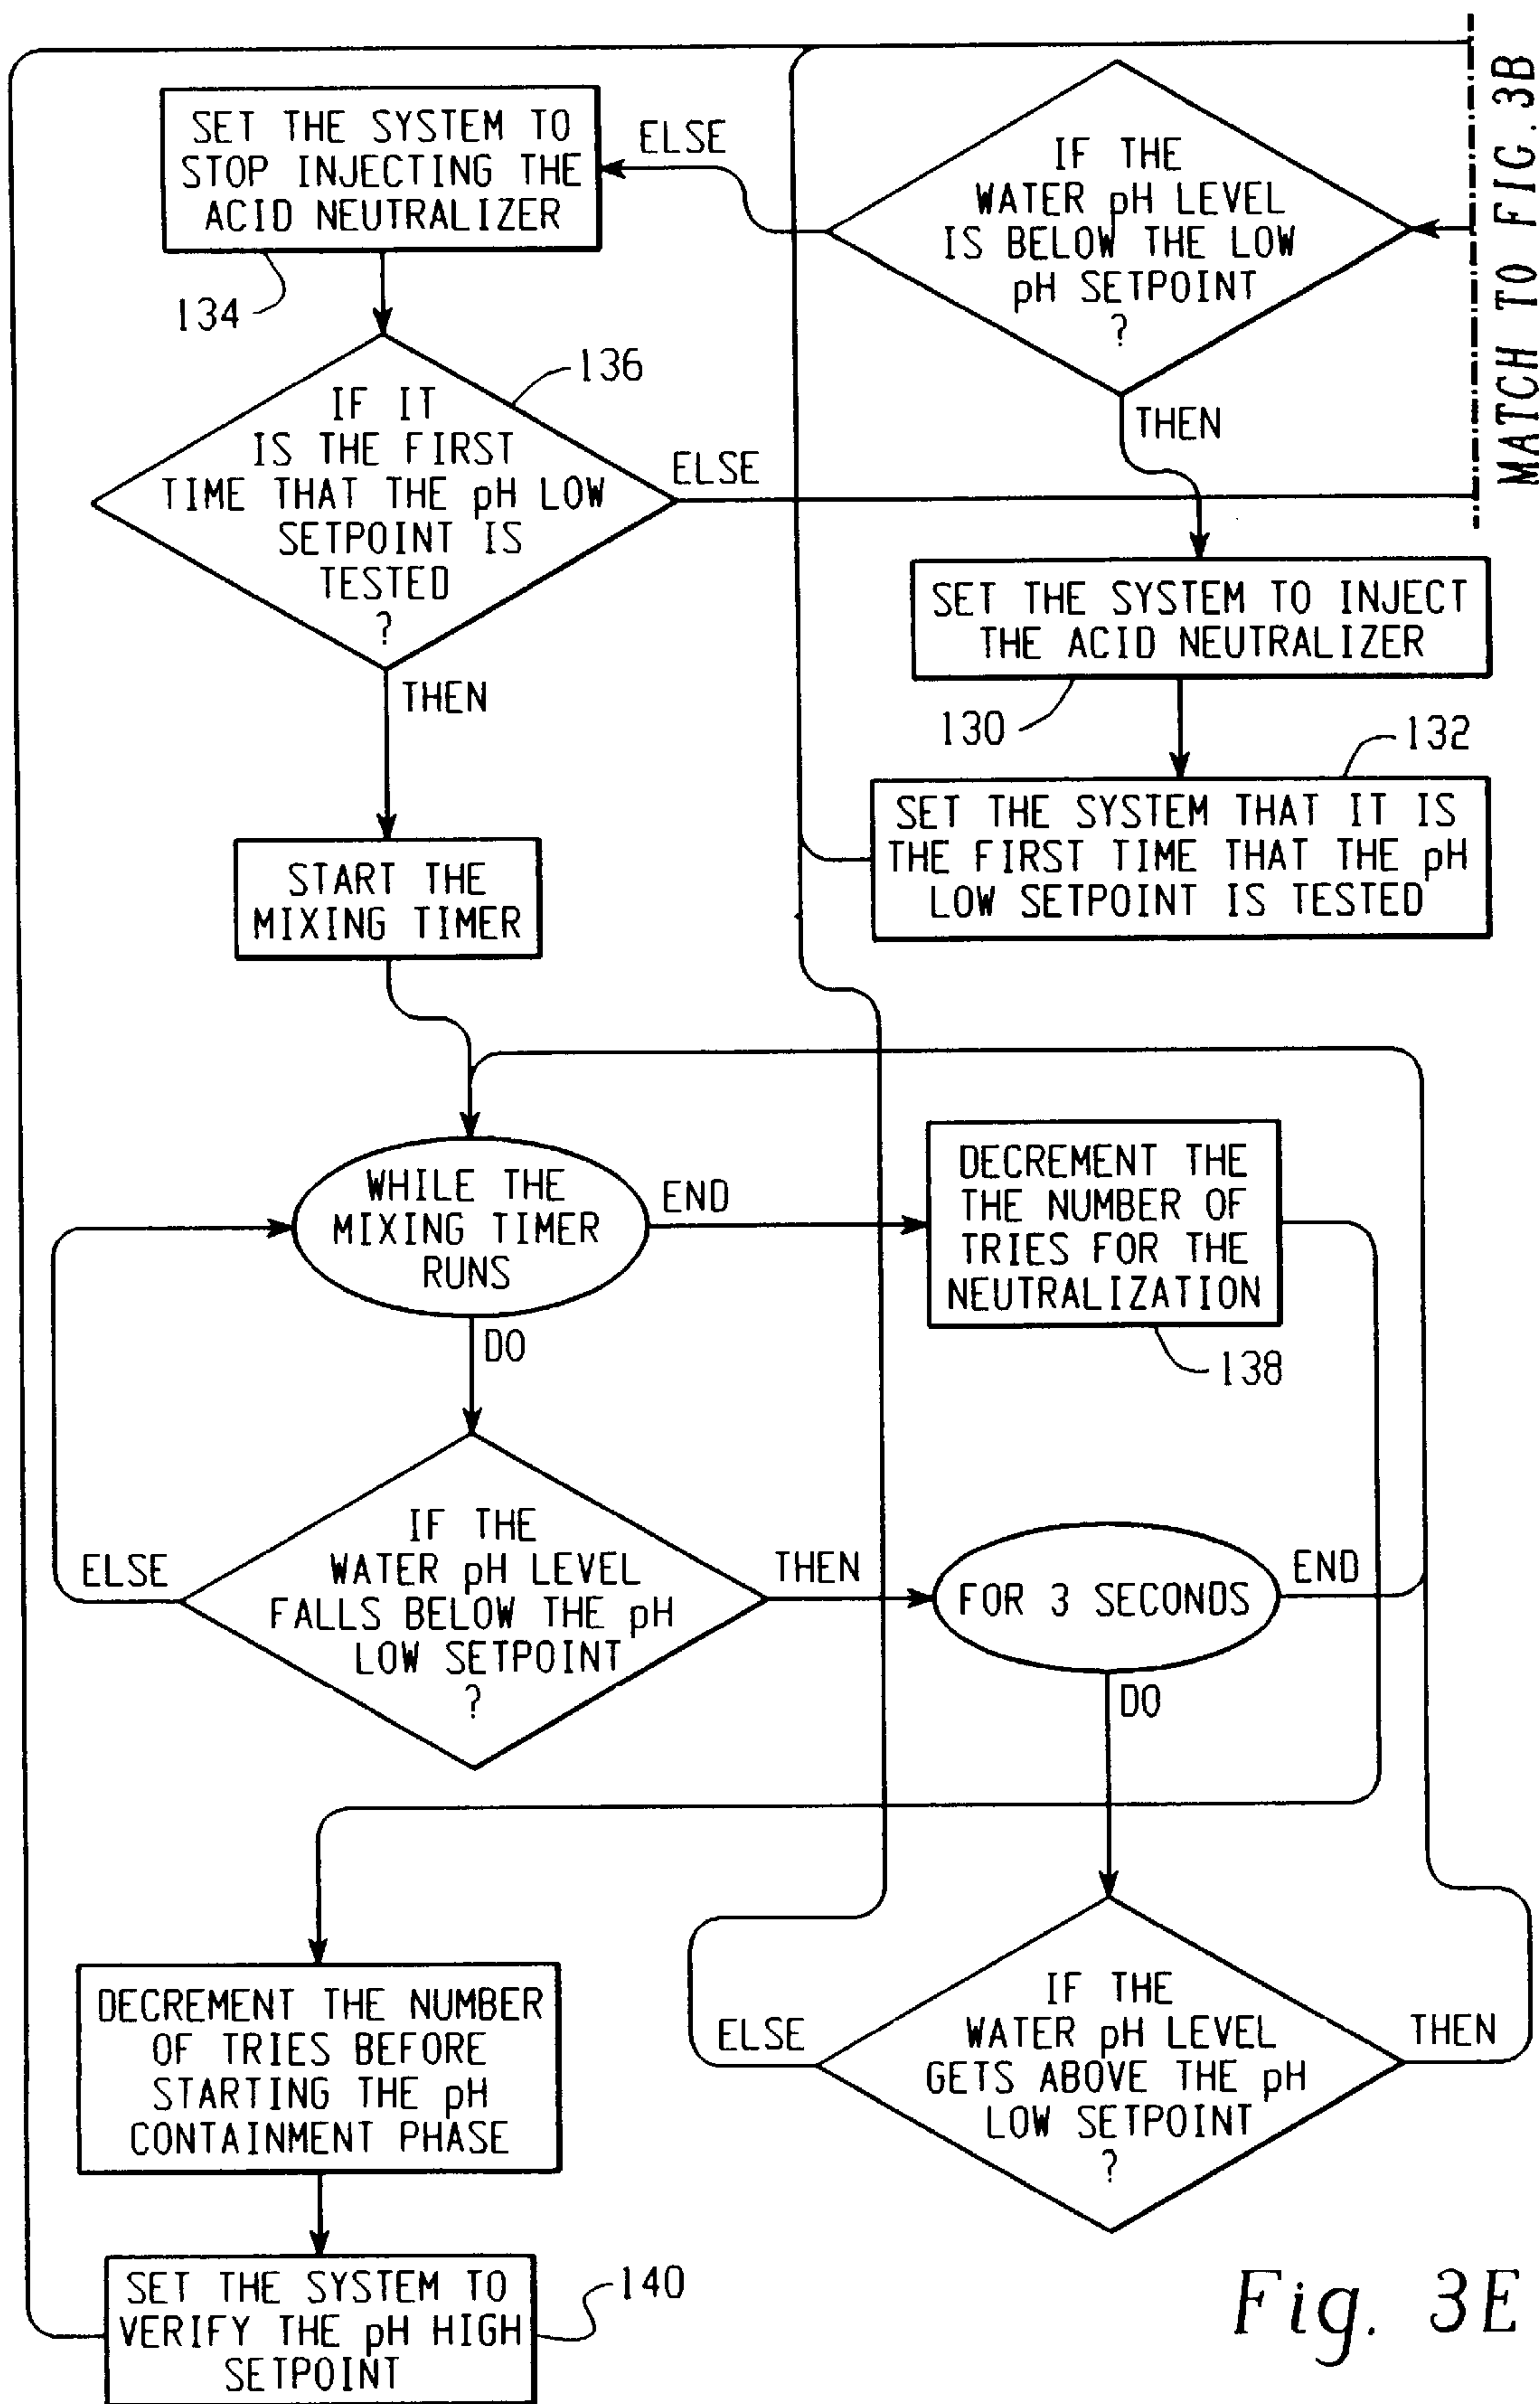 MATCH TO FIG. 3B
IF THE
WATER pH LEVEL
IS BELOW THE LOW
pH SETPOINT
?
ELSE
THEN
SET THE SYSTEM TO
STOP INJECTING THE
ACID NEUTRALIZER
134
136
IF IT
IS THE FIRST
TIME THAT THE pH LOW
SETPOINT IS
TESTED
?
ELSE
THEN
SET THE SYSTEM TO INJECT
THE ACID NEUTRALIZER
130
132
SET THE SYSTEM THAT IT IS
THE FIRST TIME THAT THE pH
LOW SETPOINT IS TESTED
START THE
MIXING TIMER
WHILE THE
MIXING TIMER
RUNS
END
DO
DECREMENT THE
THE NUMBER OF
TRIES FOR THE
NEUTRALIZATION
138
IF THE
WATER pH LEVEL
FALLS BELOW THE pH
LOW SETPOINT
?
ELSE
THEN
FOR 3 SECONDS
END
DO
IF THE
WATER pH LEVEL
GETS ABOVE THE pH
LOW SETPOINT
?
ELSE
THEN
DECREMENT THE NUMBER
OF TRIES BEFORE
STARTING THE pH
CONTAINMENT PHASE
SET THE SYSTEM TO
VERIFY THE pH HIGH
SETPOINT
140
Fig. 3E